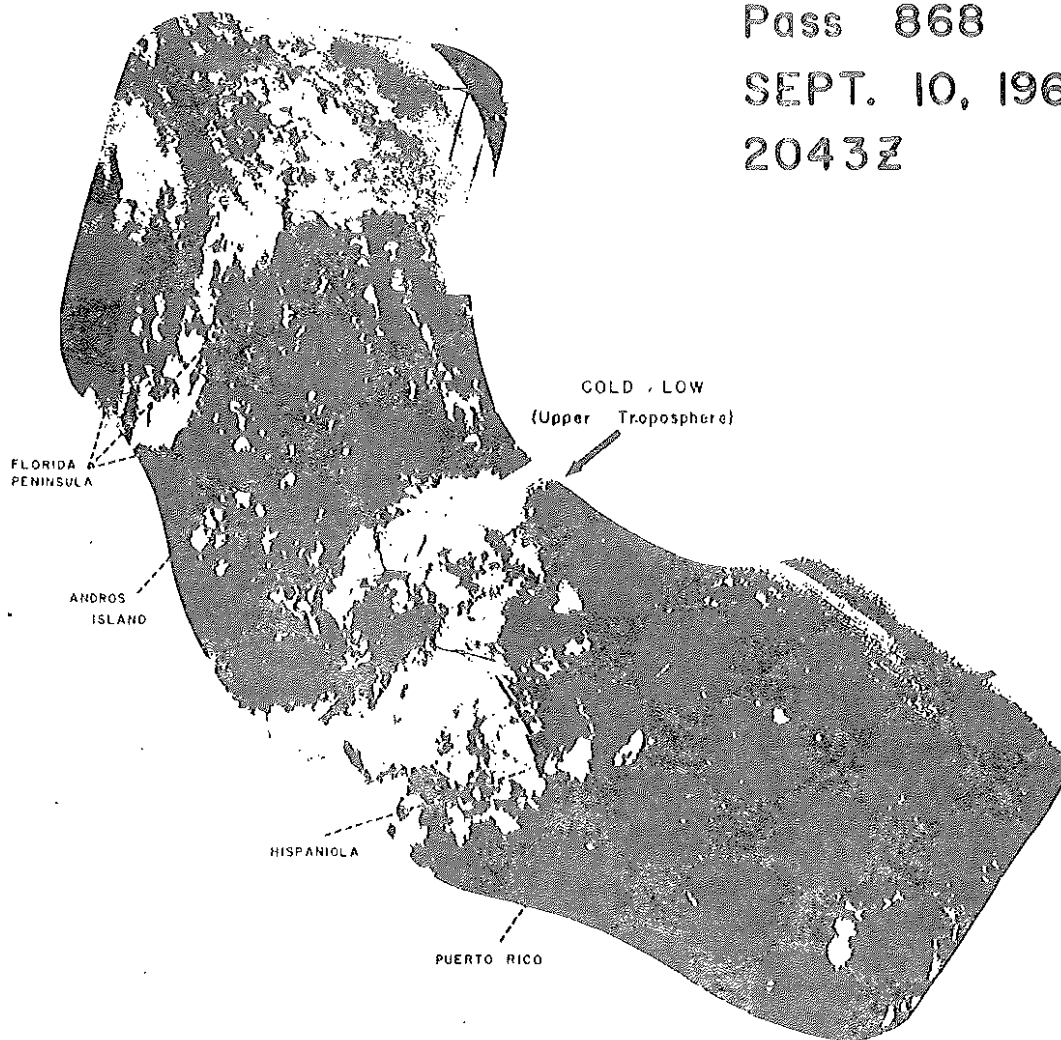 Pass 868
SEPT. 10, 196
2043Z
COLD . LOW
(Upper Troposphere)
FLORIDA
PENINSULA
ANDROS
ISLAND
HISPANIOLA
PUERTO RICO